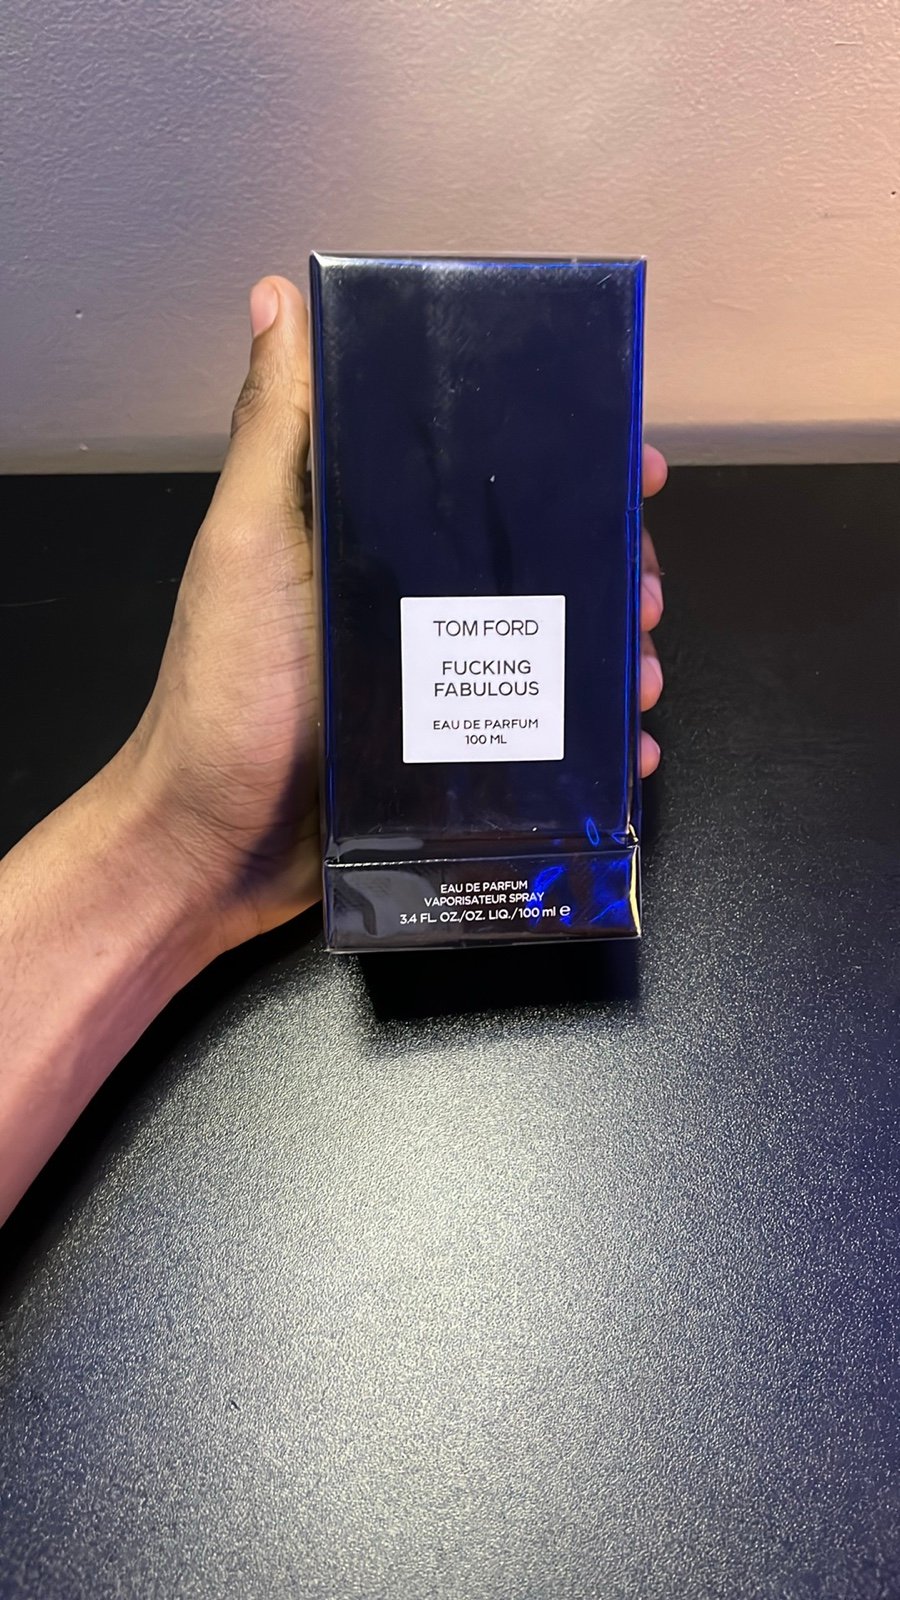 TOM FORD
FUCKING
FABULOUS
EAU DE PARFUM
100 ML
EAU DE PARFUM
VAPORISATEUR SPRAY
3.4 FL. OZ./OZ. LIQ./100 ml ℮